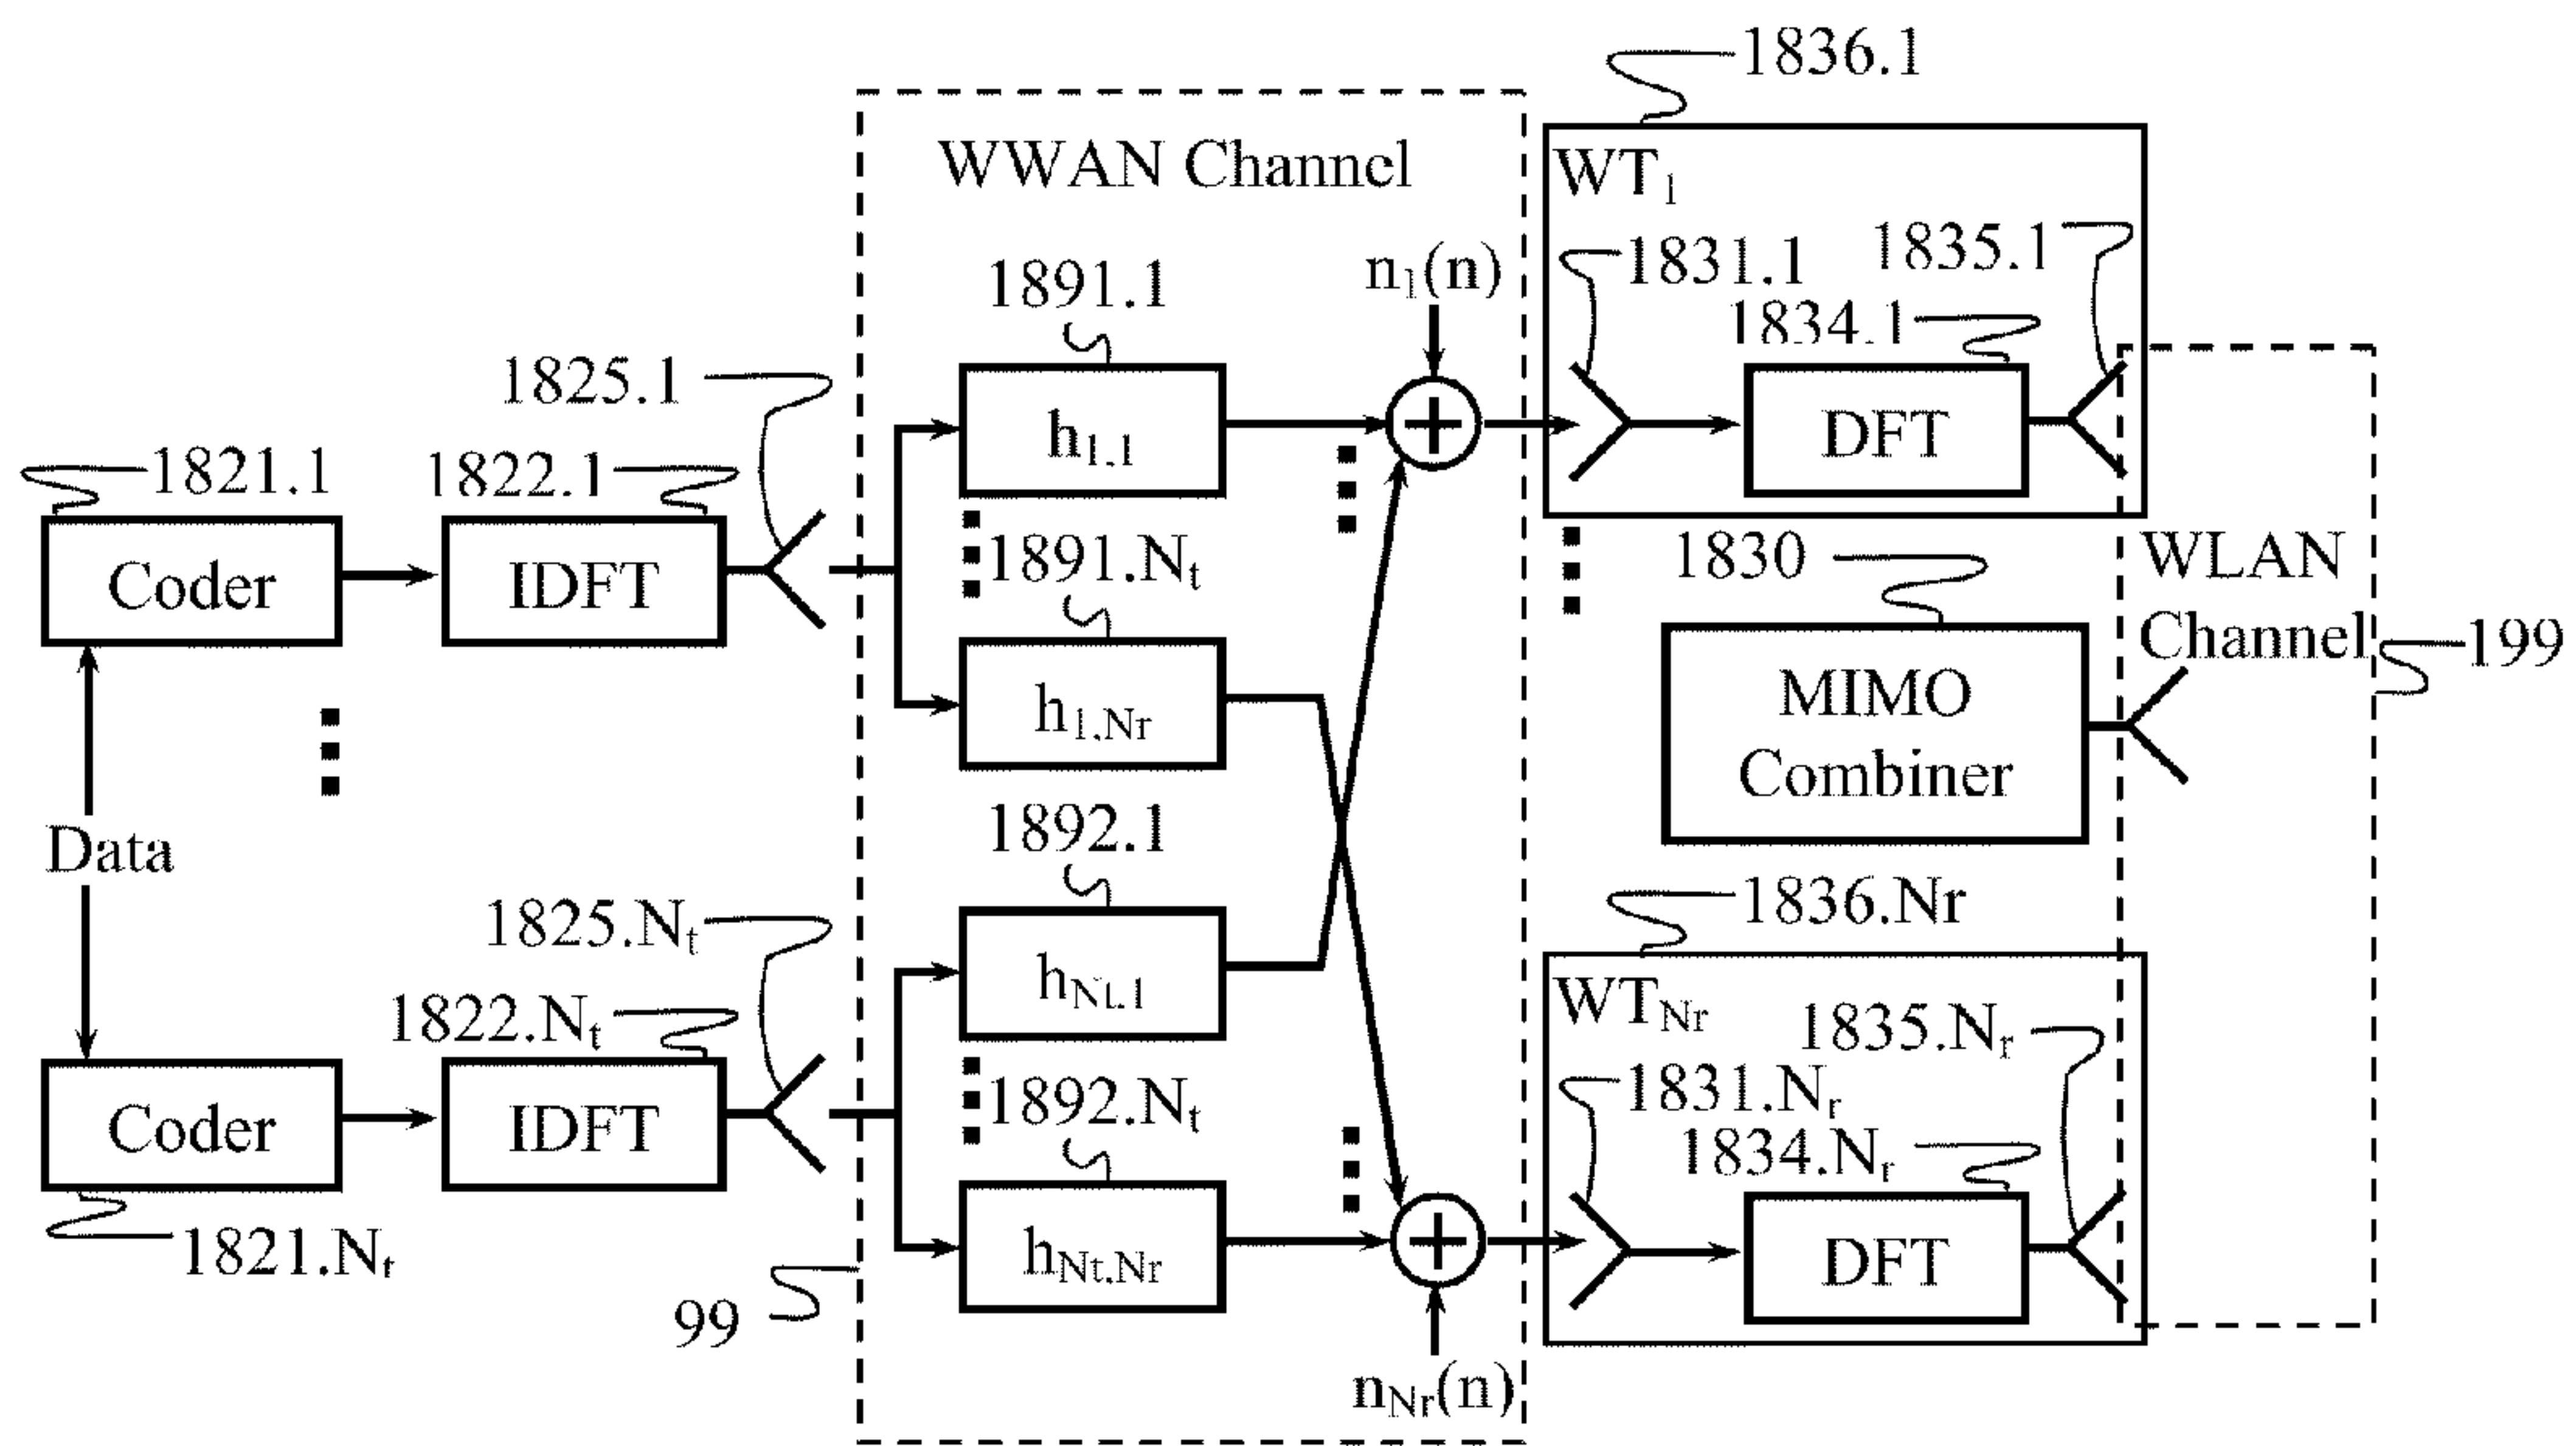 1836.1
WWAN Channel
WT1
1831.1
1835.1
n1(n)
1891.1
1834.1
1825.1
h1,1
DFT
1821.1
1822.1
Coder
IDFT
1891.Nt
1830
WLAN
Channel
199
h1,Nr
MIMO
Combiner
Data
1892.1
1836.Nr
1825.Nt
hNt,1
WTNr
1835.Nr
1822.Nt
1831.Nr
1892.Nt
1834.Nr
Coder
IDFT
hNt,Nr
DFT
1821.Nt
99
nNr(n)